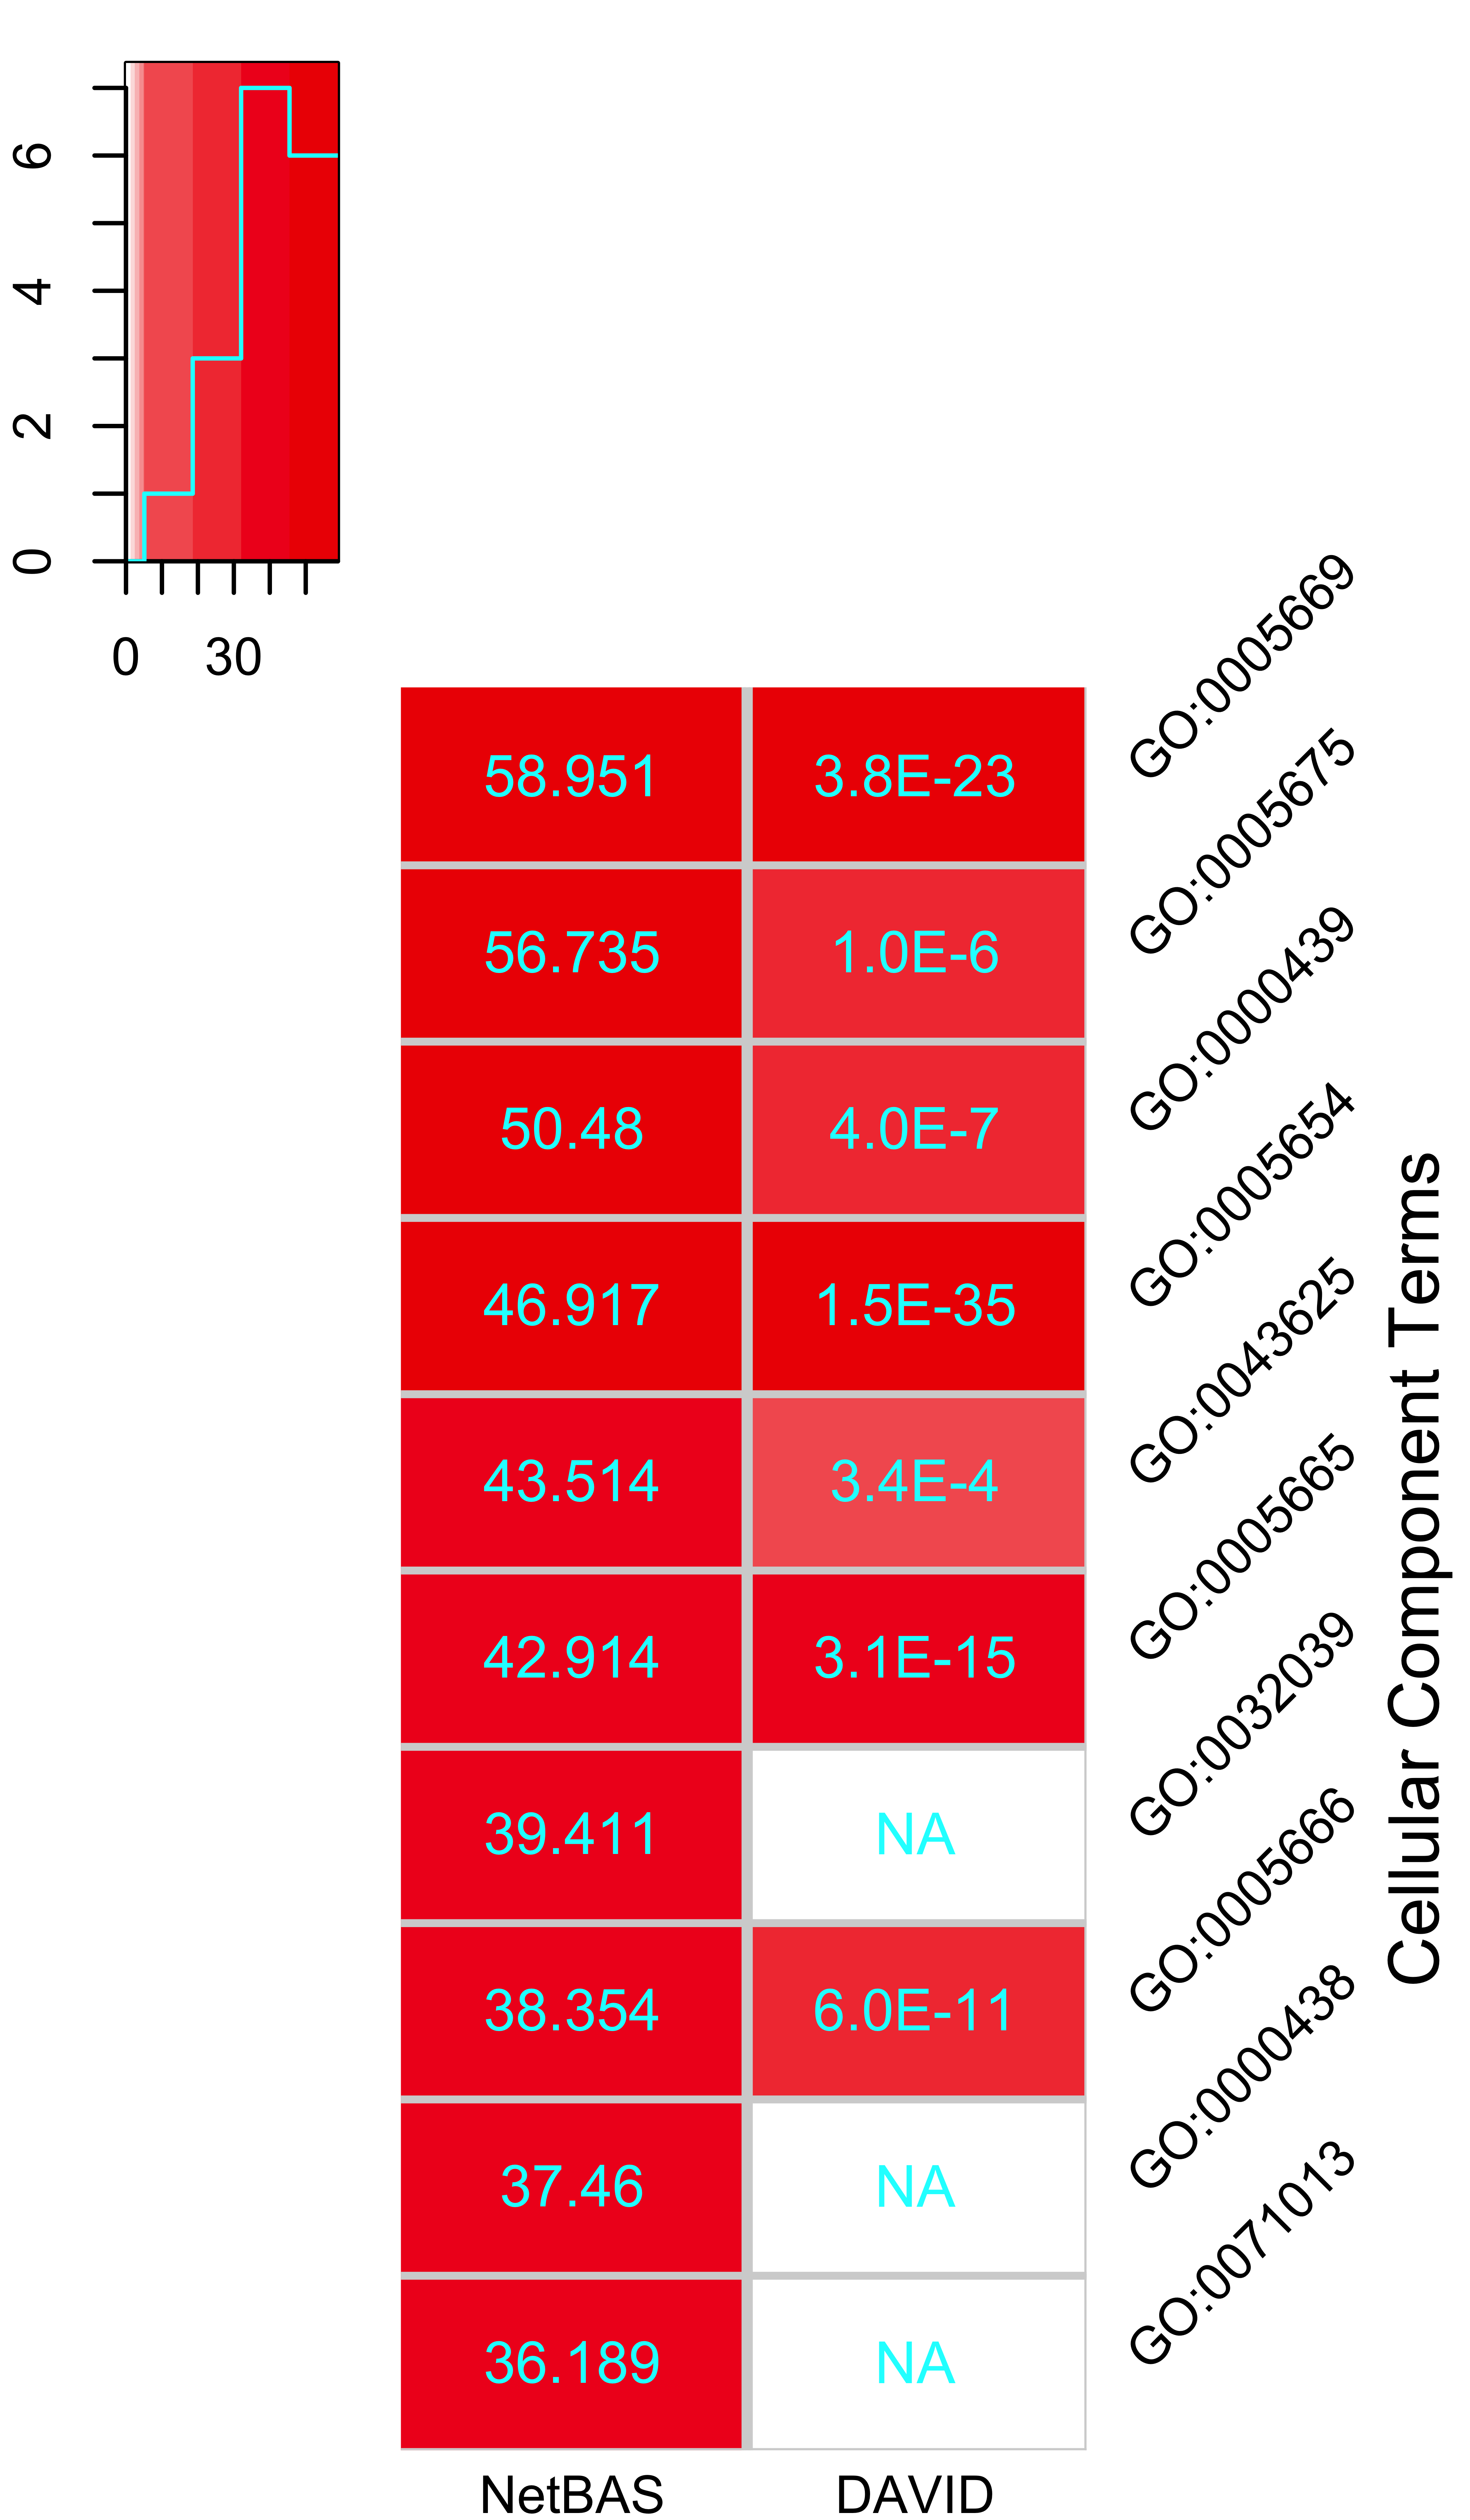 6
4
2
0
0 30
58.951 3.8E-23 GO:0005669
56.735 1.0E-6 GO:0005675
50.48 4.0E-7 GO:0000439
46.917 1.5E-35 GO:0005654
43.514 3.4E-4 GO:0043625
42.914 3.1E-15 GO:0005665
39.411 NA GO:0032039
38.354 6.0E-11 GO:0005666
37.46 NA GO:0000438
36.189 NA GO:0071013
Cellular Component Terms
NetBAS DAVID